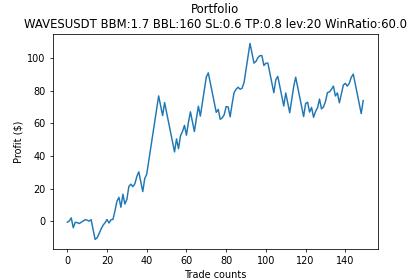 Portfolio
WAVESUSDT BBM:1.7 BBL:160 SL:0.6 TP:0.8 lev:20 WinRatio:60.0
100
80
60
40
20
0
Profit ($)
0 20 40 60 80 100 120 140
Trade counts